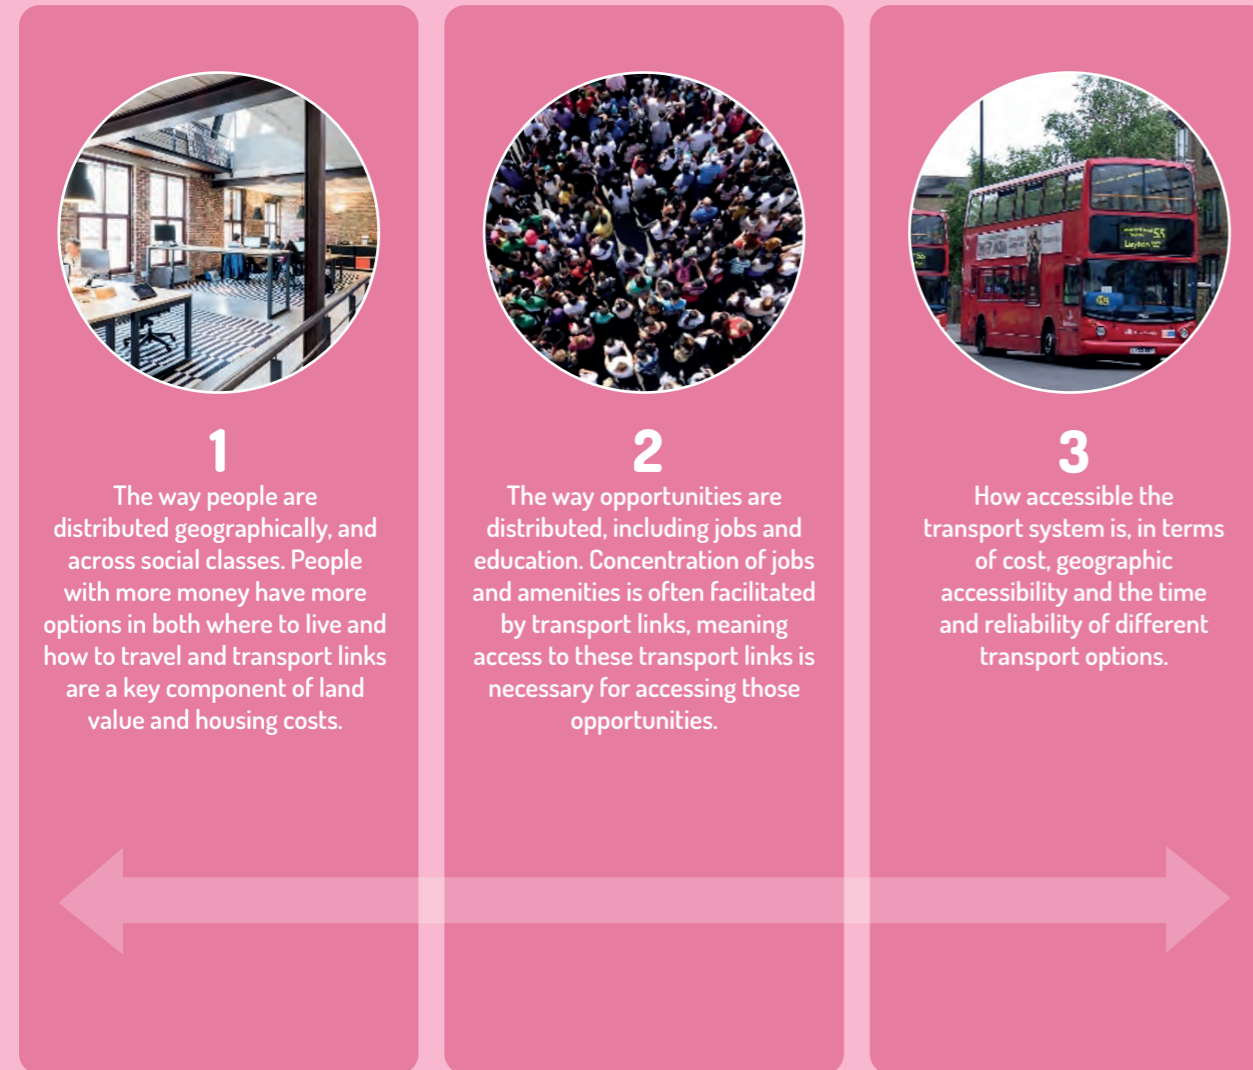 1
The way people are
distributed geographically, and
across social classes. People
with more money have more
options in both where to live and
how to travel and transport links
are a key component of land
value and housing costs.
2
The way opportunities are
distributed, including jobs and
education. Concentration of jobs
and amenities is often facilitated
by transport links, meaning
access to these transport links is
necessary for accessing those
opportunities.
55
Leyton
3
How accessible the
transport system is, in terms
of cost, geographic
accessibility and the time
and reliability of different
transport options.